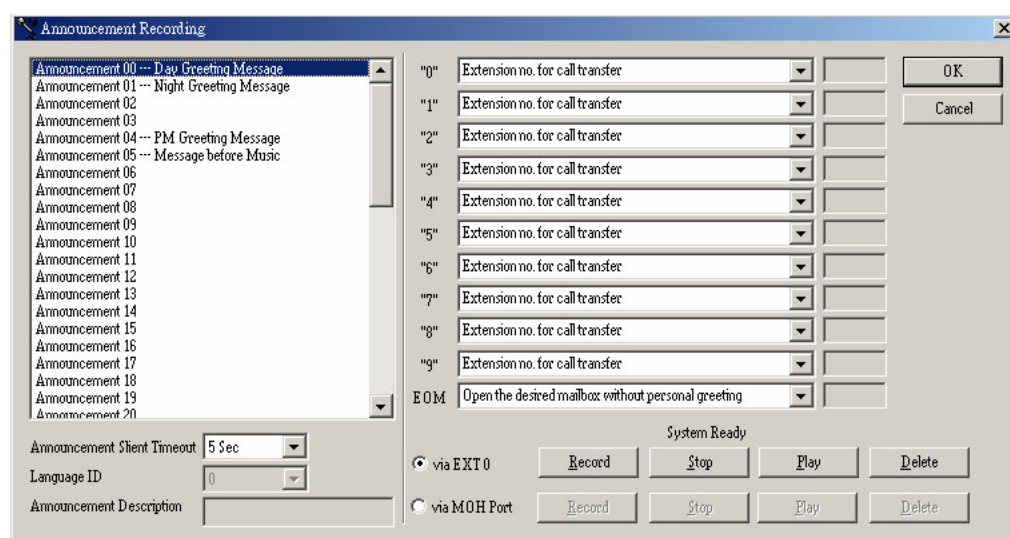 Announcement Recording
Announcement 00 --- Day Greeting Message
Announcement 01 --- Night Greeting Message
Announcement 02
Announcement 03
Announcement 04 --- PM Greeting Message
Announcement 05 --- Message before Music
Announcement 06
Announcement 07
Announcement 08
Announcement 09
Announcement 10
Announcement 11
Announcement 12
Announcement 13
Announcement 14
Announcement 15
Announcement 16
Announcement 17
Announcement 18
Announcement 19
Announcement 20
Announcement Slient Timeout 5 Sec
Language ID 0
Announcement Description
"0" Extension no. for call transfer
"1" Extension no. for call transfer
"2" Extension no. for call transfer
"3" Extension no. for call transfer
"4" Extension no. for call transfer
"5" Extension no. for call transfer
"6" Extension no. for call transfer
"7" Extension no. for call transfer
"8" Extension no. for call transfer
"9" Extension no. for call transfer
EOM Open the desired mailbox without personal greeting
System Ready
via EXT 0 Record Stop Play Delete
via MOH Port Record Stop Play Delete
OK
Cancel